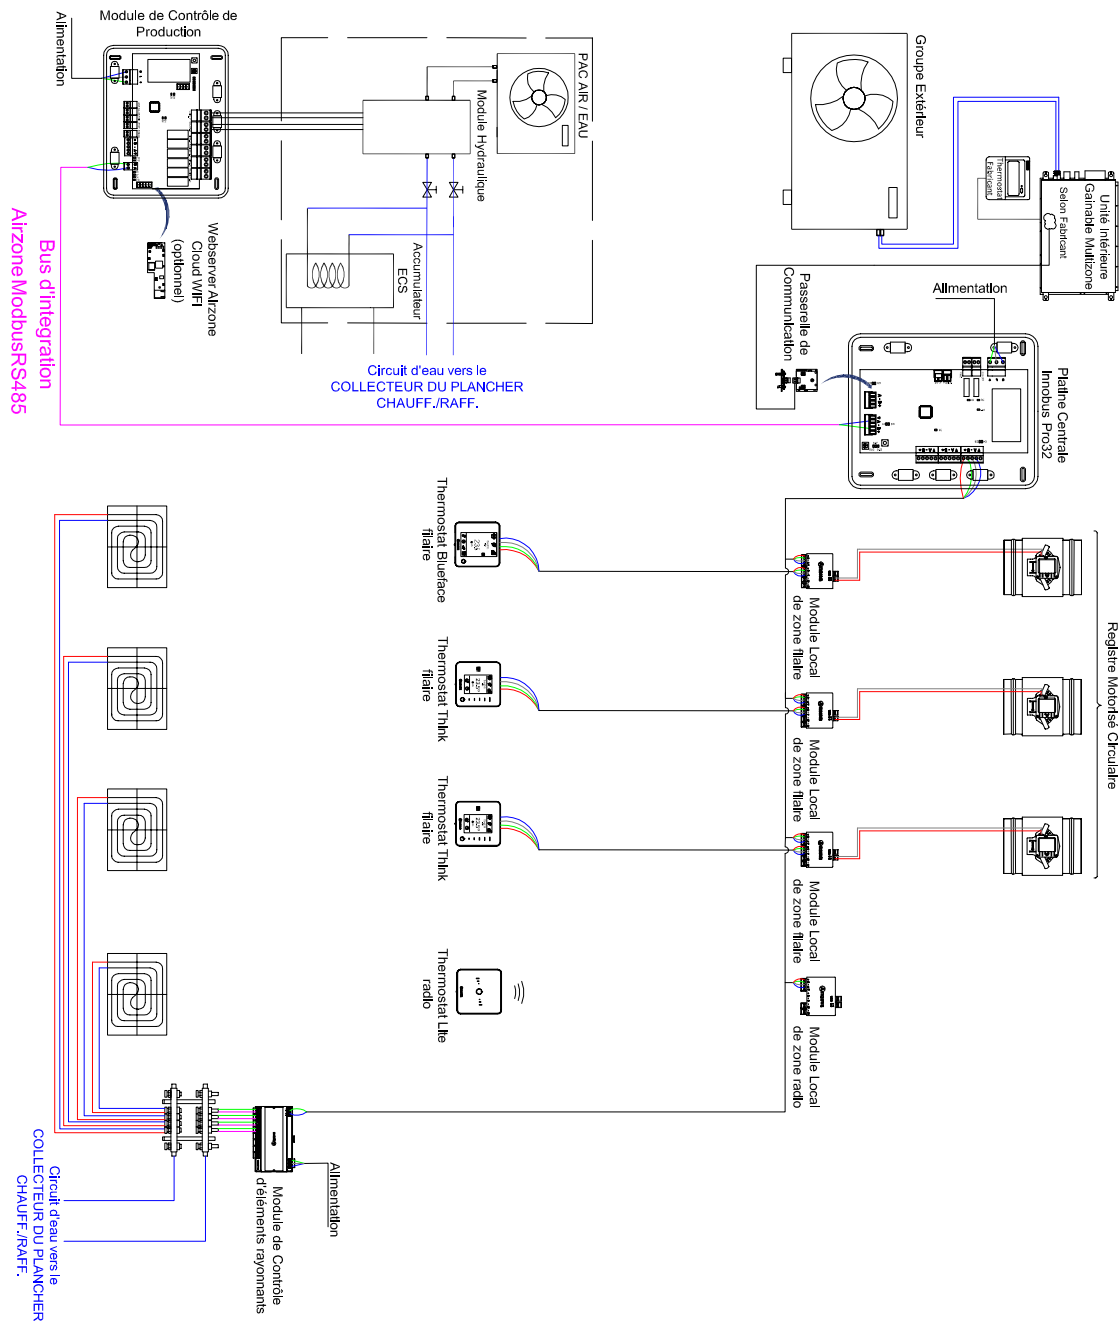 Module de Contrôle de
Production
Alimentation
PAC AIR / EAU
Module Hydraulique
Groupe Extérieur
Thermostat
Fabricant
Unité Intérieure
Gainable Multizone
Selon Fabricant
Alimentation
Webserver Airzone
Cloud WIFI
(optionnel)
Accumulateur
ECS
Passerelle de
Communication
Platine Centrale
Innobus Pro32
Bus d'integration
Airzone Modbus RS485
Circuit d'eau vers le
COLLECTEUR DU PLANCHER
CHAUFF./RAFF.
Thermostat Blueface
filaire
Module Local
de zone filaire
Registre Motorisé Circulaire
Thermostat Think
filaire
Module Local
de zone filaire
Thermostat Think
filaire
Module Local
de zone filaire
Thermostat Lite
radio
Module Local
de zone radio
Alimentation
Module de Contrôle
d'éléments rayonnants
Circuit d'eau vers le
COLLECTEUR DU PLANCHER
CHAUFF./RAFF.